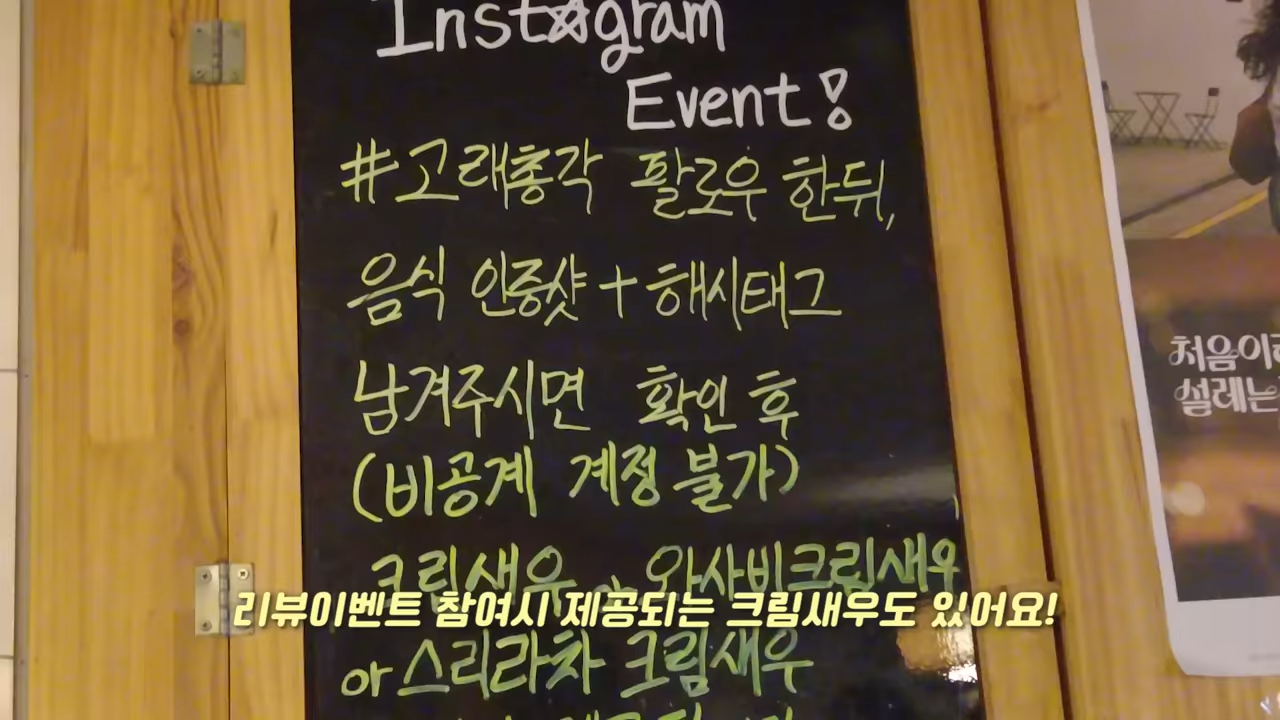 Instagram
Event!
#고래총각 팔로우 한뒤,
음식 인증샷 + 해시태그
남겨주시면 확인 후
(비공계 계정 불가)
크림새우 와사비크림새우
리뷰이벤트 참여시 제공되는 크림새우도 있어요!
or 스리라차 크림새우
처음이
설레는